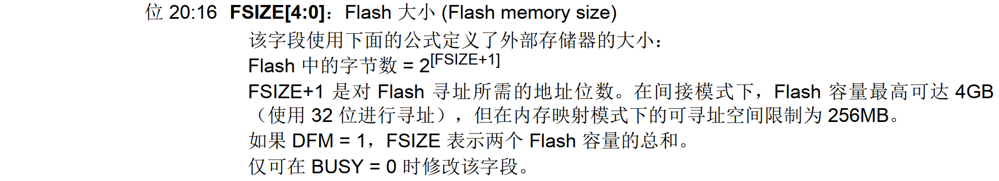 位 20:16 FSIZE[4:0]：Flash 大小 (Flash memory size)
该字段使用下面的公式定义了外部存储器的大小：
Flash 中的字节数 = 2[FSIZE+1]
FSIZE+1 是对 Flash 寻址所需的地址位数。在间接模式下，Flash 容量最高可达 4GB
（使用 32 位进行寻址），但在内存映射模式下的可寻址空间限制为 256MB。
如果 DFM = 1，FSIZE 表示两个 Flash 容量的总和。
仅可在 BUSY = 0 时修改该字段。